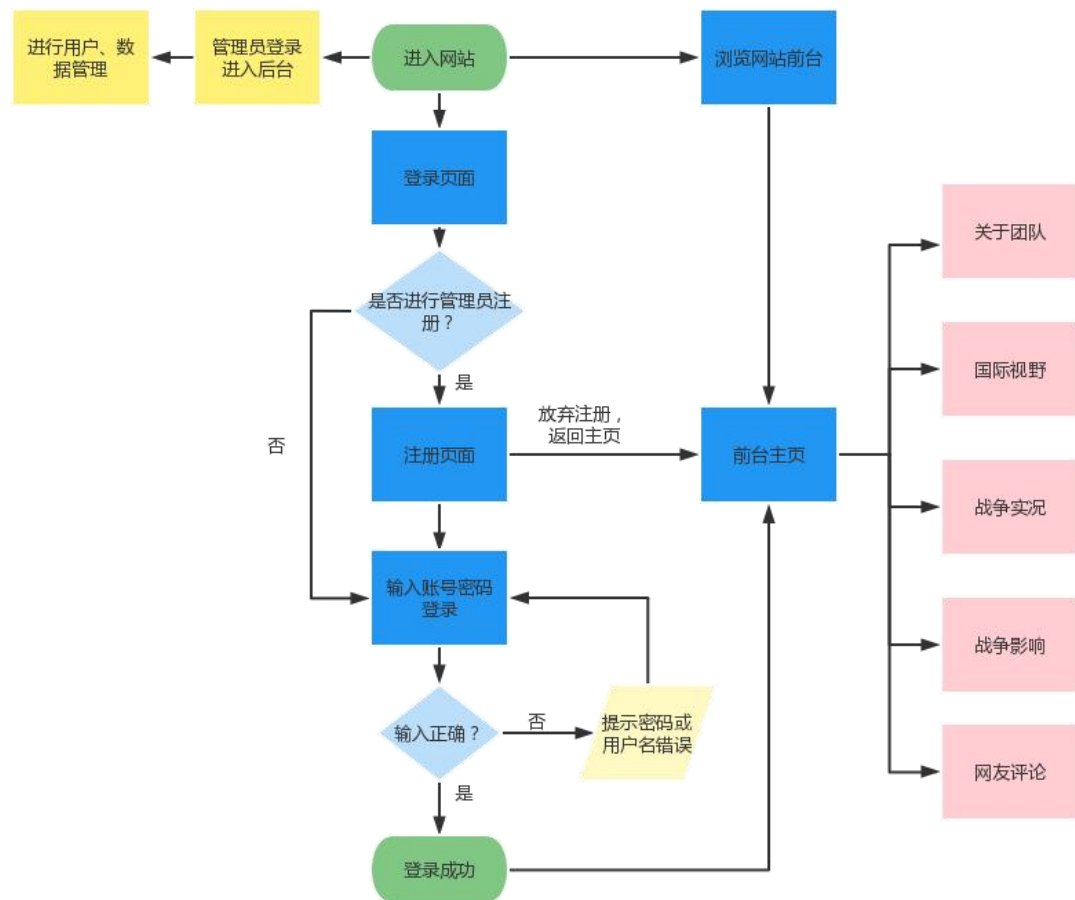 进行用户、数
据管理
管理员登录
进入后台
进入网站
浏览网站前台
登录页面
是否进行管理员注
册？
是
否
注册页面
放弃注册，
返回主页
前台主页
输入账号密码
登录
输入正确？
否
提示密码或
用户名错误
是
登录成功
关于团队
国际视野
战争实况
战争影响
网友评论